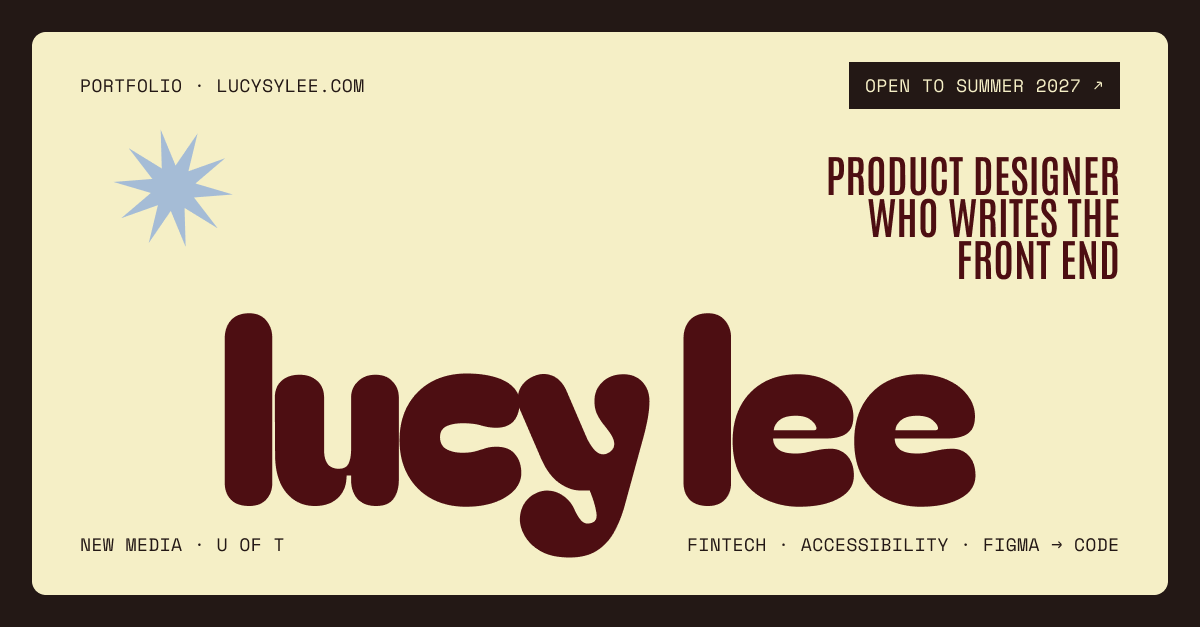 PORTFOLIO · LUCYSYLEE.COM
OPEN TO SUMMER 2027 ↗
PRODUCT DESIGNER
WHO WRITES THE
FRONT END
lucy lee
NEW MEDIA · U OF T
FINTECH · ACCESSIBILITY · FIGMA → CODE